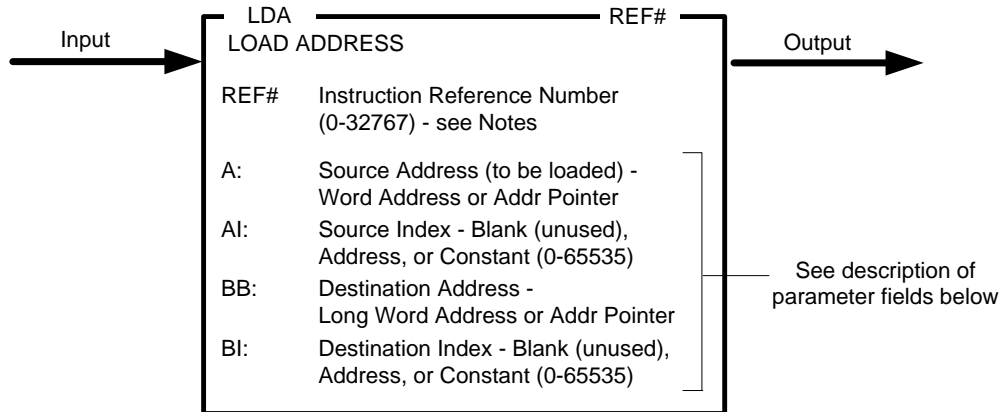 LDA REF#
Input
LOAD ADDRESS
Output
REF# Instruction Reference Number
(0-32767) - see Notes
A: Source Address (to be loaded) -
Word Address or Addr Pointer
AI: Source Index - Blank (unused),
Address, or Constant (0-65535)
BB: Destination Address -
Long Word Address or Addr Pointer
BI: Destination Index - Blank (unused),
Address, or Constant (0-65535)
See description of
parameter fields below